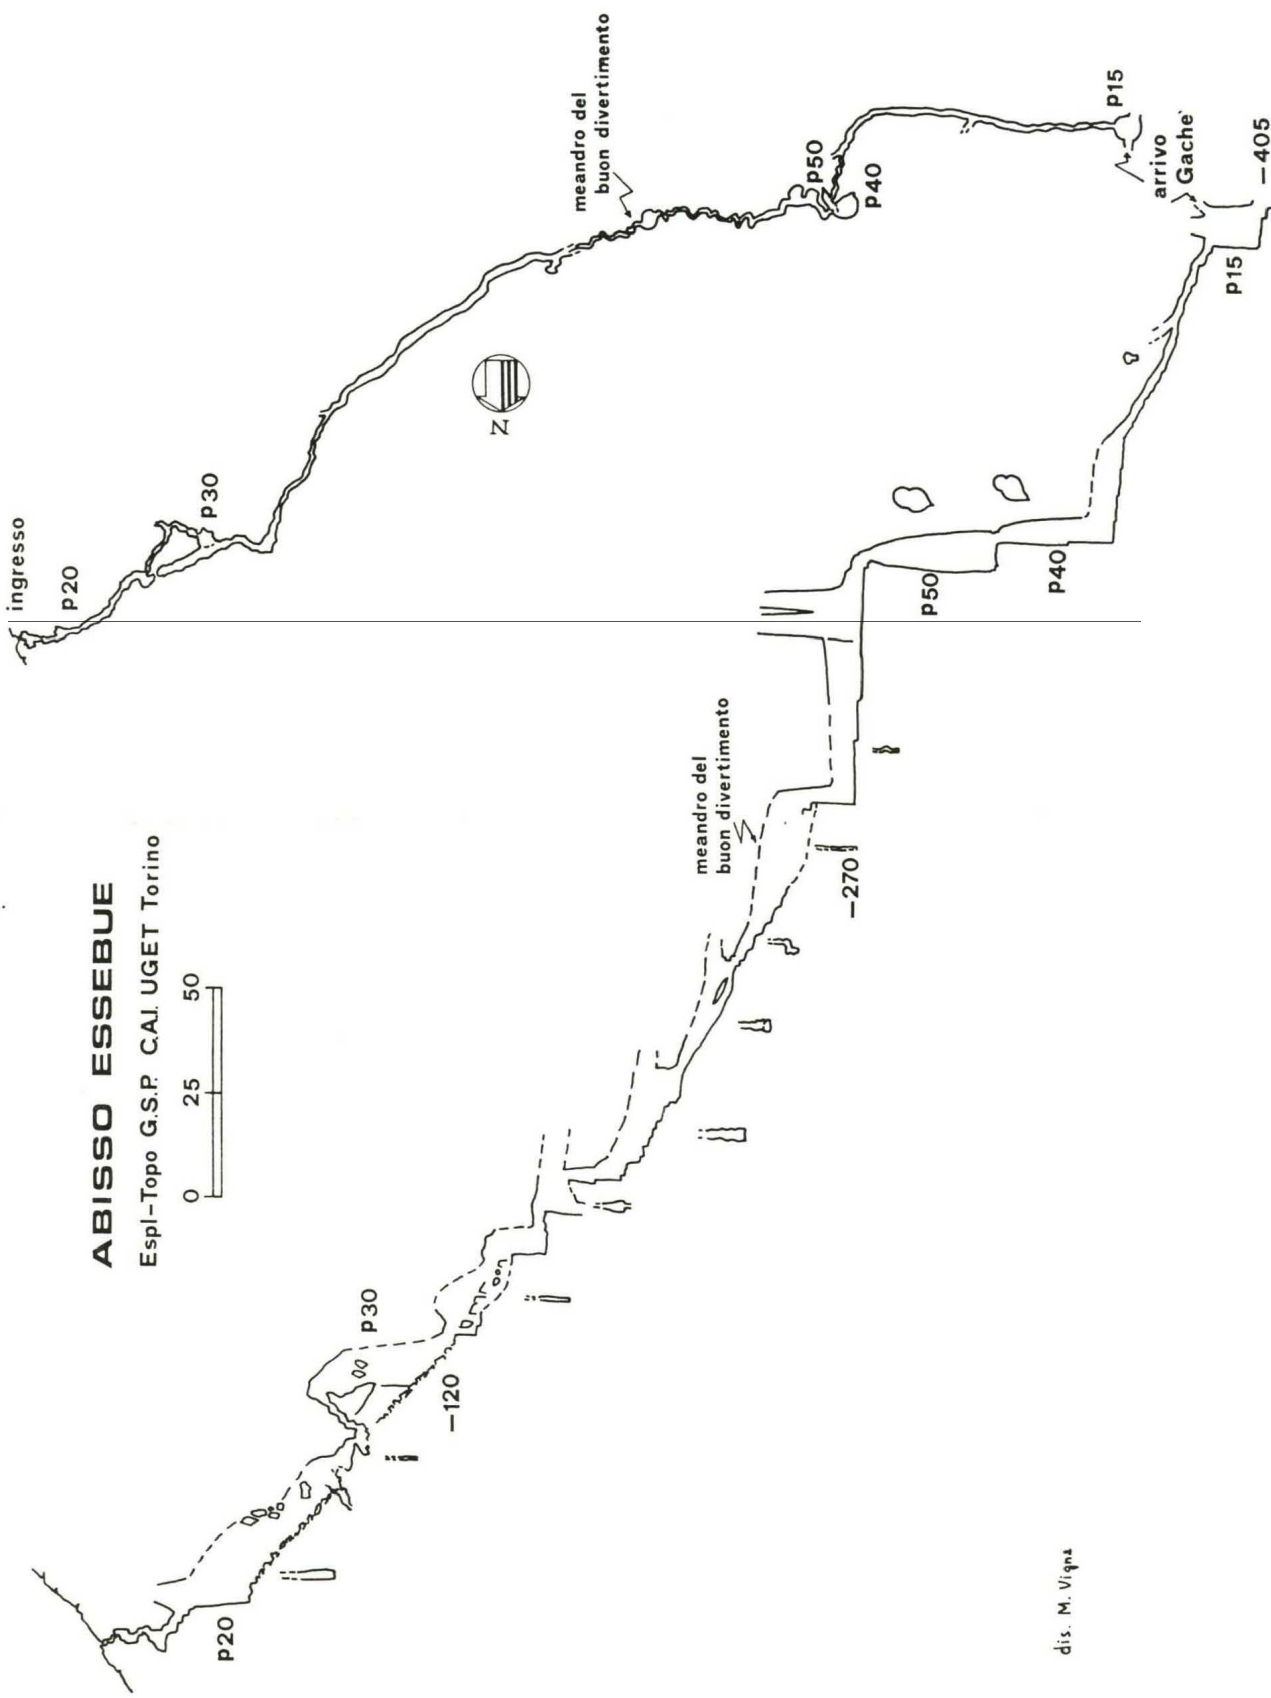 ABISSO ESSEBUE
Espl-Topo G.S.P. C.A.I. UGET Torino
0 25 50
ingresso
p20
p30
N
meandro del
buon divertimento
p50
p40
p15
arrivo
Gachè
p20
p30
-120
meandro del
buon divertimento
-270
p50
p40
p15
-405
dis. M. Vigna